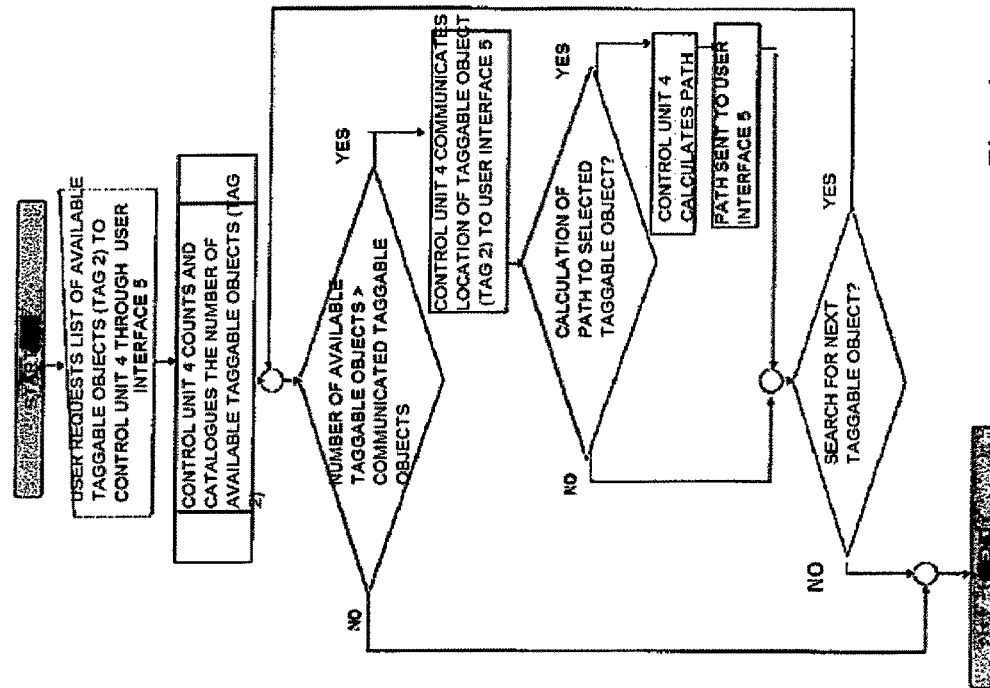 START
USER REQUESTS LIST OF AVAILABLE
TAGGABLE OBJECTS (TAG 2) TO
CONTROL UNIT 4 THROUGH USER
INTERFACE 5
CONTROL UNIT 4 COUNTS AND
CATALOGUES THE NUMBER OF
AVAILABLE TAGGABLE OBJECTS (TAG
2)
NUMBER OF AVAILABLE
TAGGABLE OBJECTS >
COMMUNICATED TAGGABLE
OBJECTS
YES
NO
CONTROL UNIT 4 COMMUNICATES
LOCATION OF TAGGABLE OBJECT
(TAG 2) TO USER INTERFACE 5
CALCULATION OF
PATH TO SELECTED
TAGGABLE OBJECT?
YES
NO
CONTROL UNIT 4
CALCULATES PATH
PATH SENT TO USER
INTERFACE 5
SEARCH FOR NEXT
TAGGABLE OBJECT?
YES
NO